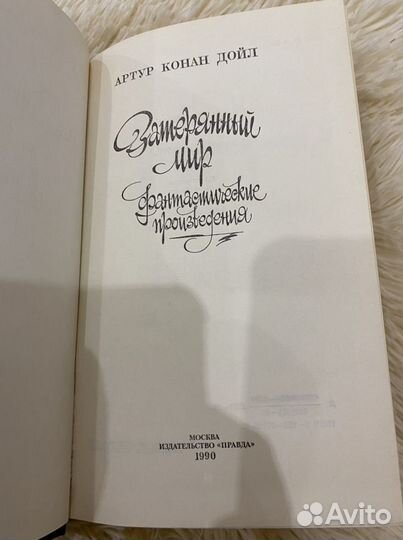 АРТУР КОНАН ДОЙЛ
Затерянный
мир
фантастические
произведения
МОСКВА
ИЗДАТЕЛЬСТВО «ПРАВДА»
1990
Avito